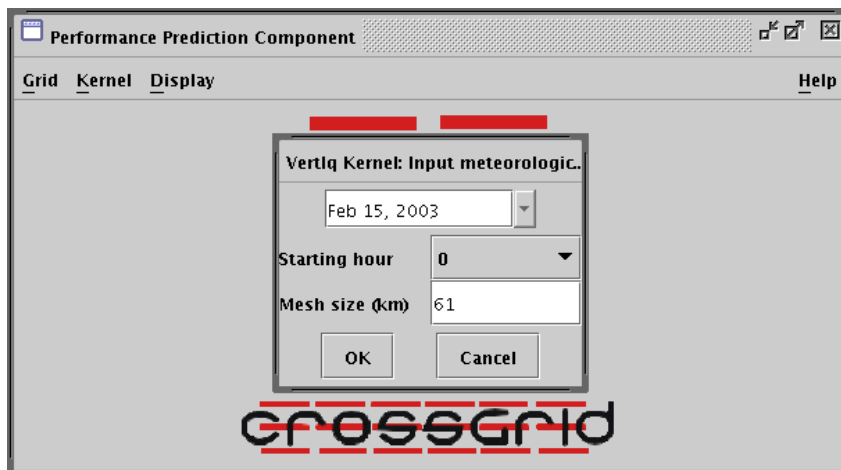 Performance Prediction Component
Grid Kernel Display Help
Vertlq Kernel: Input meteorologic..
Feb 15, 2003
Starting hour 0
Mesh size (km) 61
OK Cancel
crossGrid